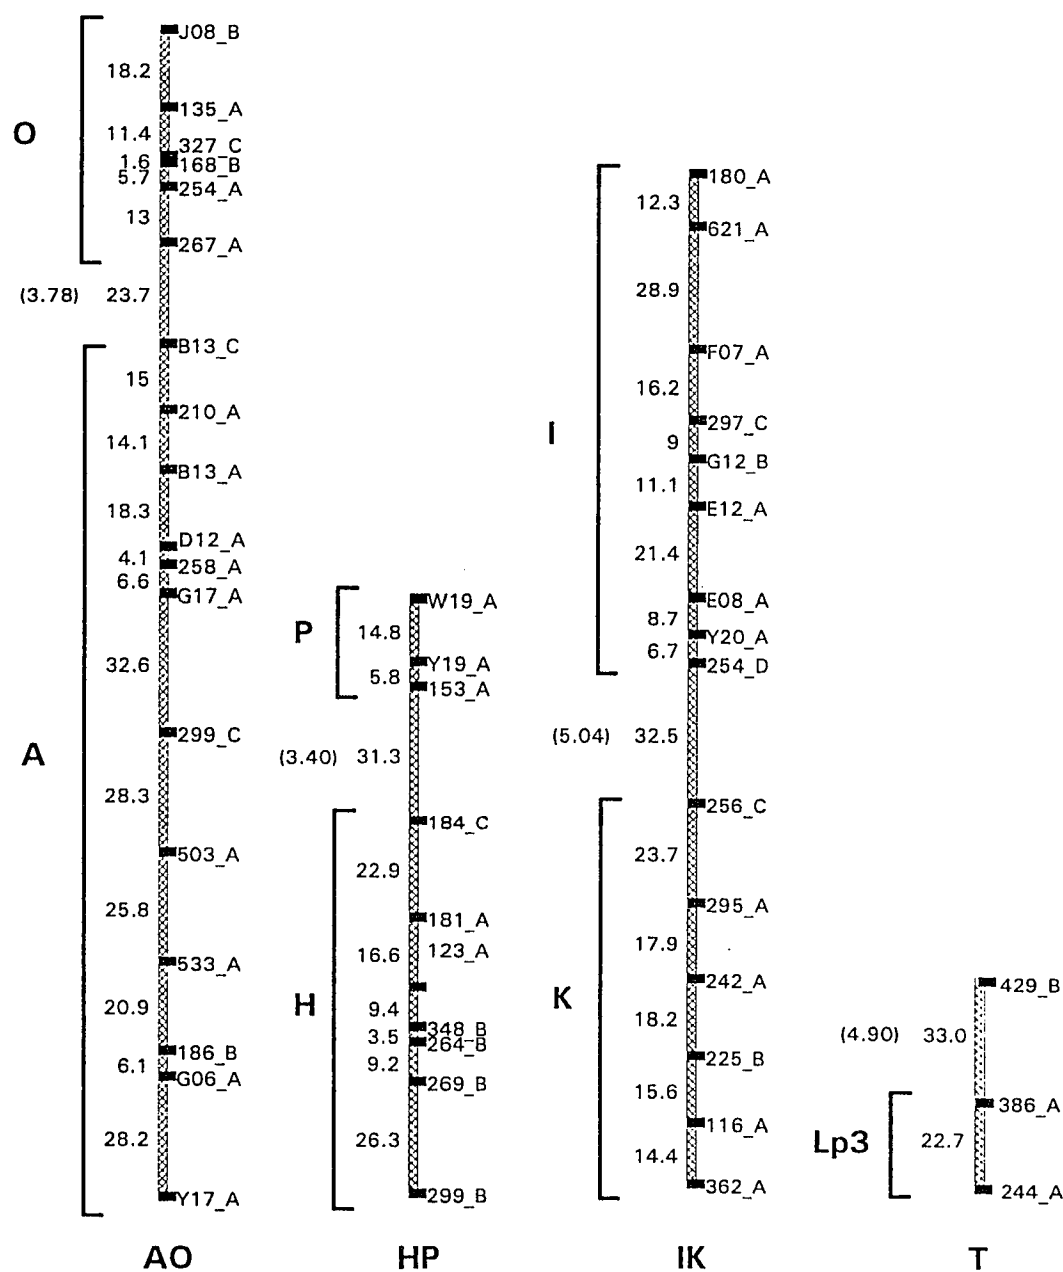 O
J08_B
18.2
135_A
11.4
327_C
1.6
168_B
5.7
254_A
13
267_A
(3.78) 23.7
A
B13_C
15
210_A
14.1
B13_A
18.3
D12_A
4.1
258_A
6.6
G17_A
32.6
299_C
28.3
503_A
25.8
533_A
20.9
186_B
6.1
G06_A
28.2
Y17_A
AO
P
W19_A
14.8
Y19_A
5.8
153_A
(3.40) 31.3
H
184_C
22.9
181_A
16.6
123_A
9.4
348_B
3.5
264_B
9.2
269_B
26.3
299_B
HP
I
180_A
12.3
621_A
28.9
F07_A
16.2
297_C
9
G12_B
11.1
E12_A
21.4
E08_A
8.7
Y20_A
6.7
254_D
(5.04) 32.5
K
256_C
23.7
295_A
17.9
242_A
18.2
225_B
15.6
116_A
14.4
362_A
IK
429_B
(4.90) 33.0
386_A
Lp3
22.7
244_A
T